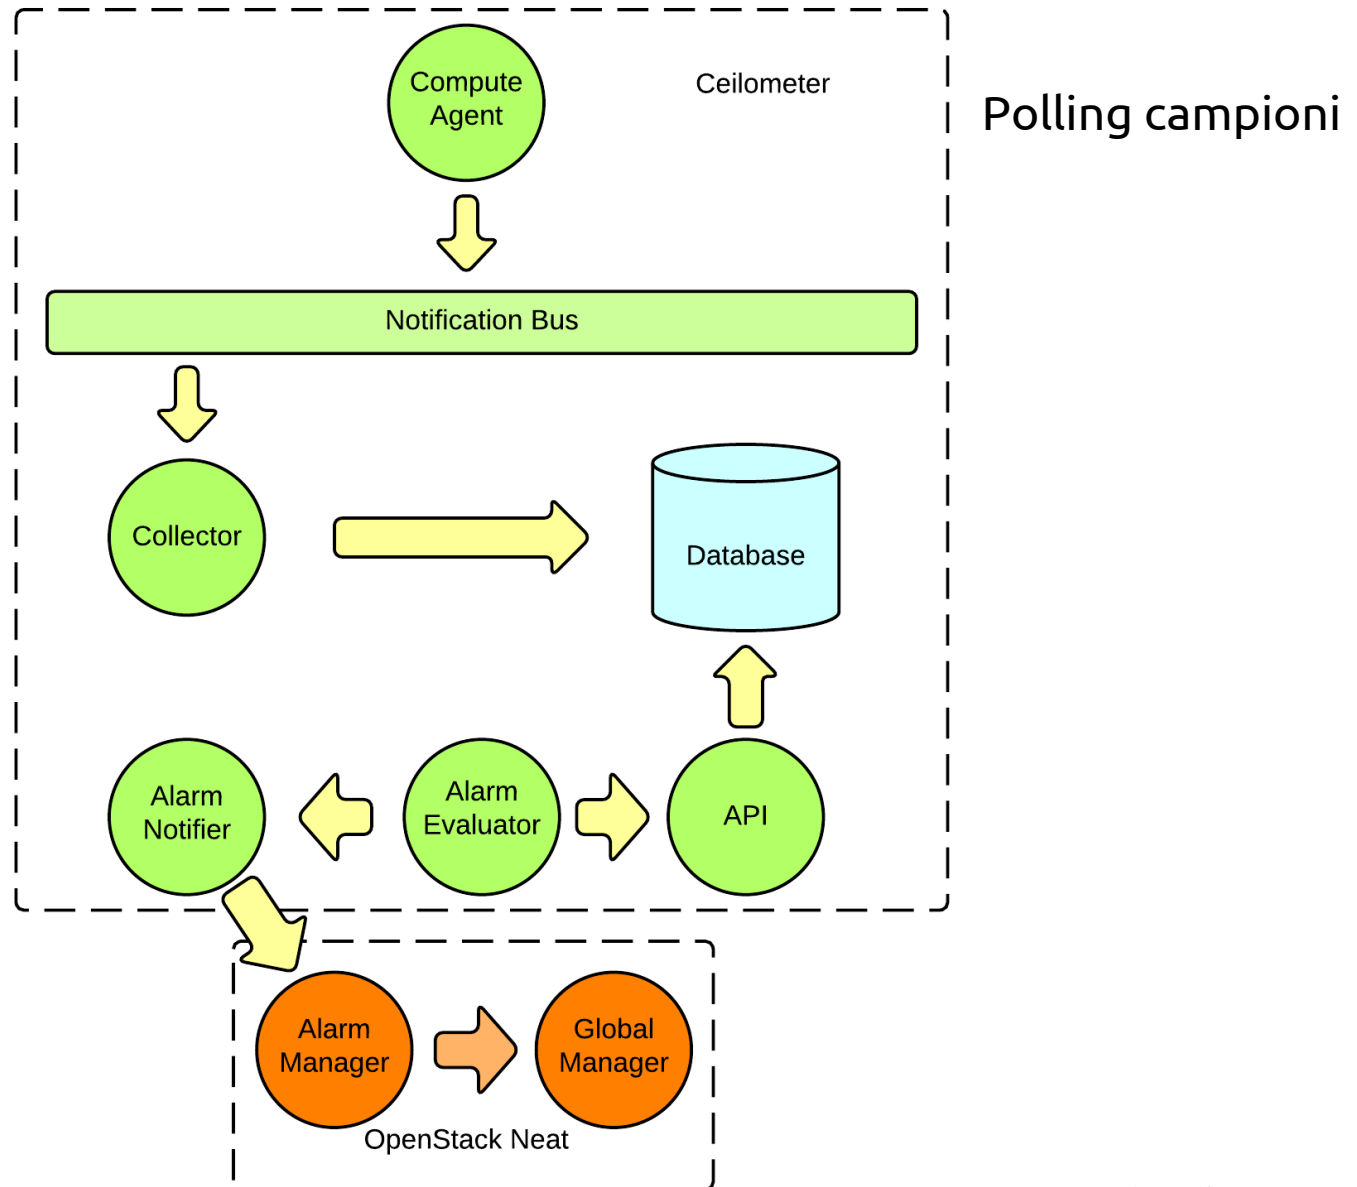 Compute
Agent
Ceilometer
Polling campioni
Notification Bus
Collector
Database
Alarm
Notifier
Alarm
Evaluator
API
Alarm
Manager
Global
Manager
OpenStack Neat